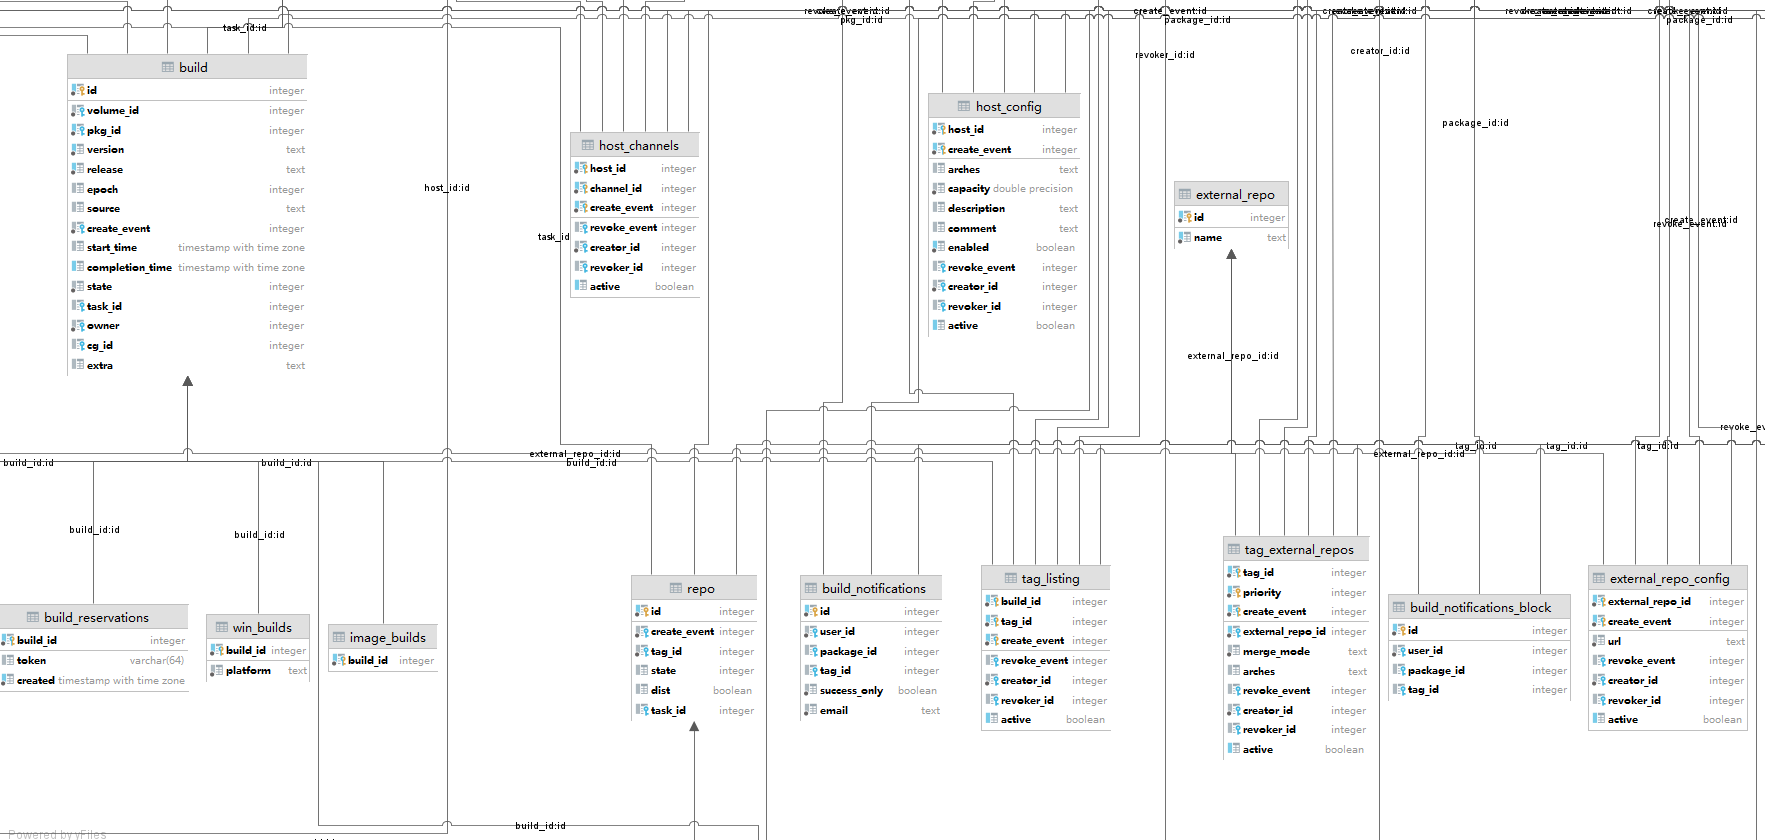 create_event:id
pkg_id:id
create_event:id
package_id:id
package_id:id
task_id:id
revoker_id:id
creator_id:id
package_id:id
host_id:id
task_id
create_event:id
revoke_event:id
external_repo_id:id
revoke_ev
build
id integer
volume_id integer
pkg_id integer
version text
release text
epoch integer
source text
create_event integer
start_time timestamp with time zone
completion_time timestamp with time zone
state integer
task_id integer
owner integer
cg_id integer
extra text
host_channels
host_id integer
channel_id integer
create_event integer
revoke_event integer
creator_id integer
revoker_id integer
active boolean
host_config
host_id integer
create_event integer
arches text
capacity double precision
description text
comment text
enabled boolean
revoke_event integer
creator_id integer
revoker_id integer
active boolean
external_repo
id integer
name text
build_id:id
build_id:id
external_repo_id:id
build_id:id
external_repo_id:id
tag_id:id
tag_id:id
tag_id:id
build_id:id
build_id:id
build_reservations
build_id integer
token varchar(64)
created timestamp with time zone
win_builds
build_id integer
platform text
image_builds
build_id integer
repo
id integer
create_event integer
tag_id integer
state integer
dist boolean
task_id integer
build_notifications
id integer
user_id integer
package_id integer
tag_id integer
success_only boolean
email text
tag_listing
build_id integer
tag_id integer
create_event integer
revoke_event integer
creator_id integer
revoker_id integer
active boolean
tag_external_repos
tag_id integer
priority integer
create_event integer
external_repo_id integer
merge_mode text
arches text
revoke_event integer
creator_id integer
revoker_id integer
active boolean
build_notifications_block
id integer
user_id integer
package_id integer
tag_id integer
external_repo_config
external_repo_id integer
create_event integer
url text
revoke_event integer
creator_id integer
revoker_id integer
active boolean
build_id:id
Powered by yFiles